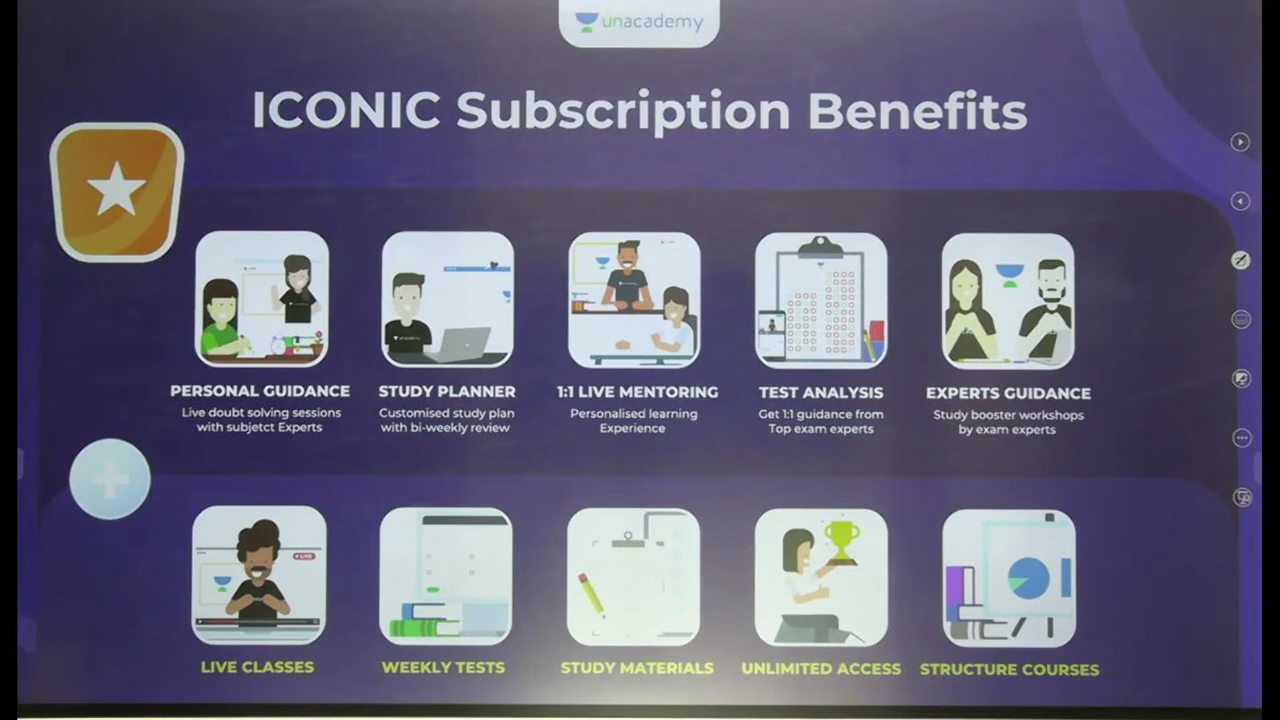 unacademy
ICONIC Subscription Benefits
PERSONAL GUIDANCE
Live doubt solving sessions
with subjetct Experts
STUDY PLANNER
Customised study plan
with bi-weekly review
1:1 LIVE MENTORING
Personalised learning
Experience
TEST ANALYSIS
Get 1:1 guidance from
Top exam experts
EXPERTS GUIDANCE
Study booster workshops
by exam experts
LIVE
LIVE CLASSES
WEEKLY TESTS
STUDY MATERIALS
UNLIMITED ACCESS
STRUCTURE COURSES